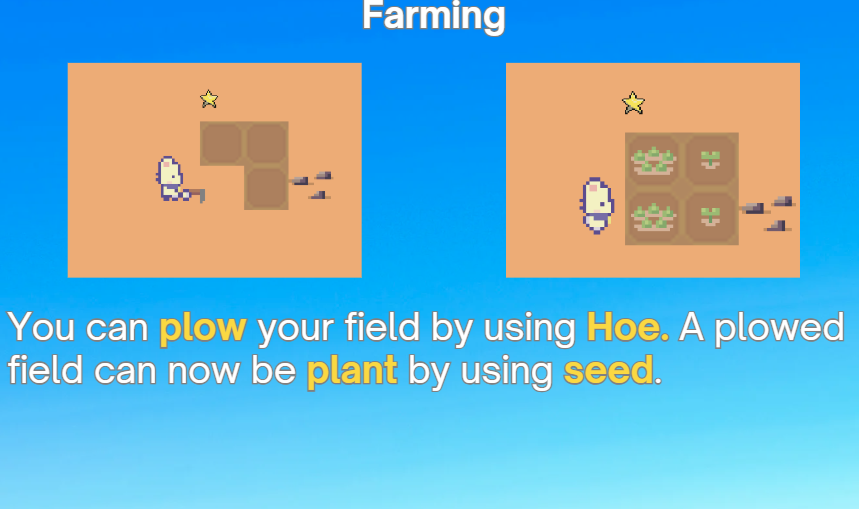 Farming
You can plow your field by using Hoe. A plowed
field can now be plant by using seed.